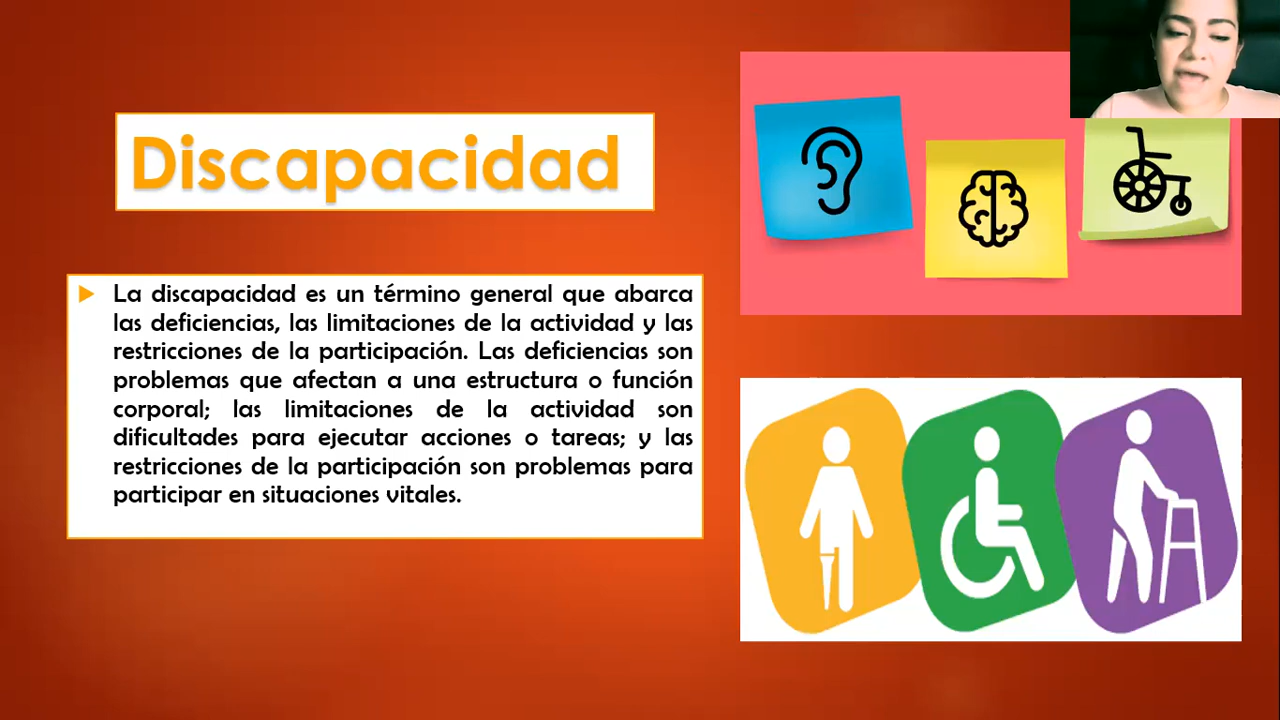 Discapacidad
La discapacidad es un término general que abarca
las deficiencias, las limitaciones de la actividad y las
restricciones de la participación. Las deficiencias son
problemas que afectan a una estructura o función
corporal; las limitaciones de la actividad son
dificultades para ejecutar acciones o tareas; y las
restricciones de la participación son problemas para
participar en situaciones vitales.